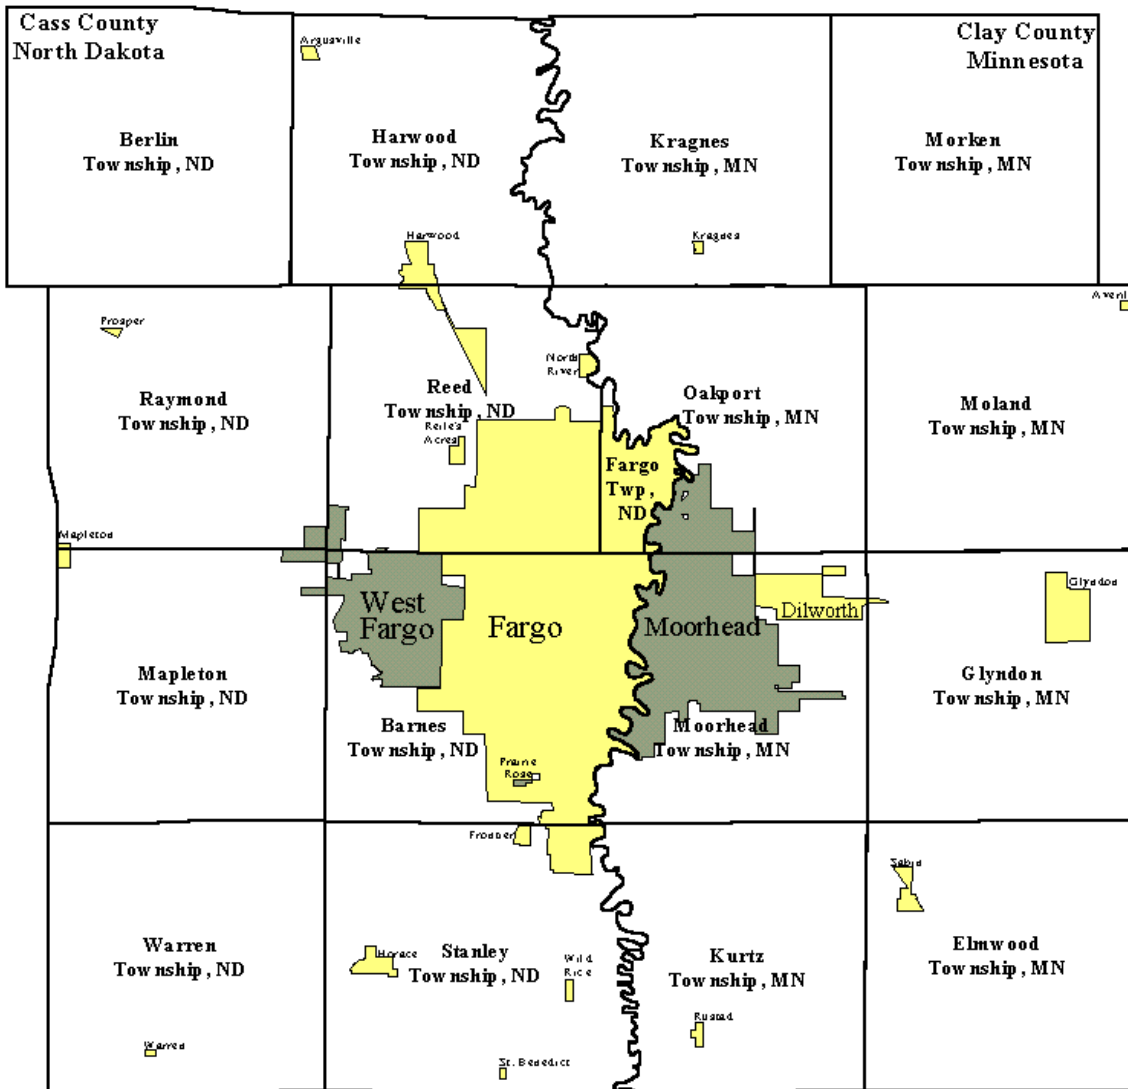 Cass County
North Dakota
Clay County
Minnesota
Argusville
Berlin
Township, ND
Harwood
Township, ND
Kragnes
Township, MN
Morken
Township, MN
Harwood
Kragnes
Prosper
North
River
Raymond
Township, ND
Reed
Township, ND
Oakport
Township, MN
Moland
Township, MN
Reile's
Acres
Fargo
Twp,
ND
Mapleton
West
Fargo
Fargo
Moorhead
Dilworth
Glyndon
Mapleton
Township, ND
Barnes
Township, ND
Moorhead
Township, MN
Glyndon
Township, MN
Prairie
Rose
Frontier
Sabin
Warren
Township, ND
Horace
Stanley
Township, ND
Wild
Rice
Kurtz
Township, MN
Elmwood
Township, MN
Rustad
Warren
St. Benedict